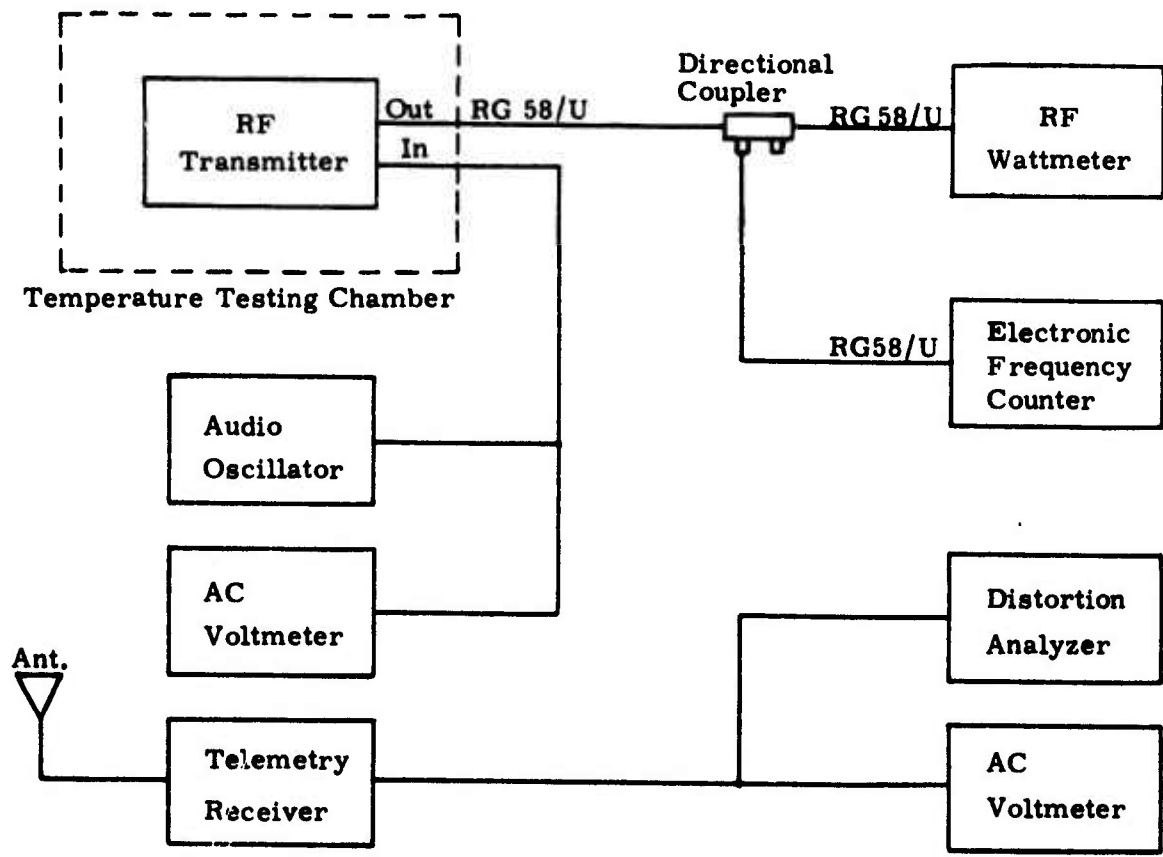 RF
Transmitter
Out
In
RG 58/U
Directional
Coupler
RG 58/U
RF
Wattmeter
Temperature Testing Chamber
RG58/U
Electronic
Frequency
Counter
Audio
Oscillator
AC
Voltmeter
Distortion
Analyzer
Ant.
Telemetry
Receiver
AC
Voltmeter